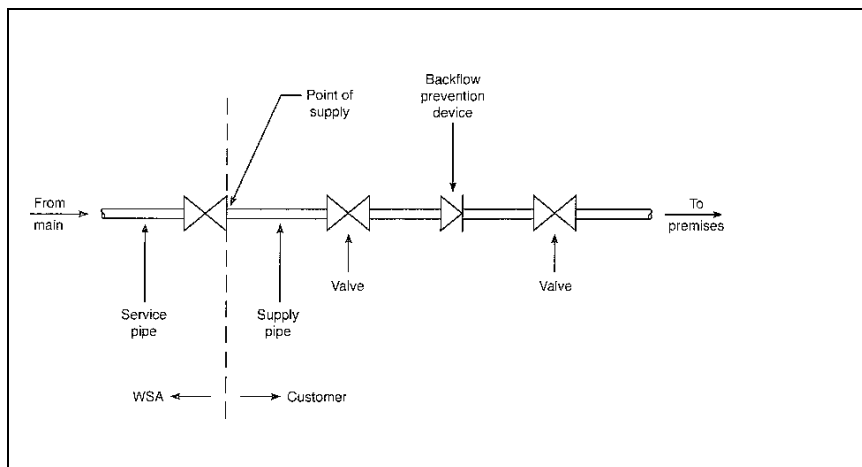 Backflow
prevention
device
Point of
supply
From
main
To
premises
Valve
Valve
Service
pipe
Supply
pipe
WSA
Customer